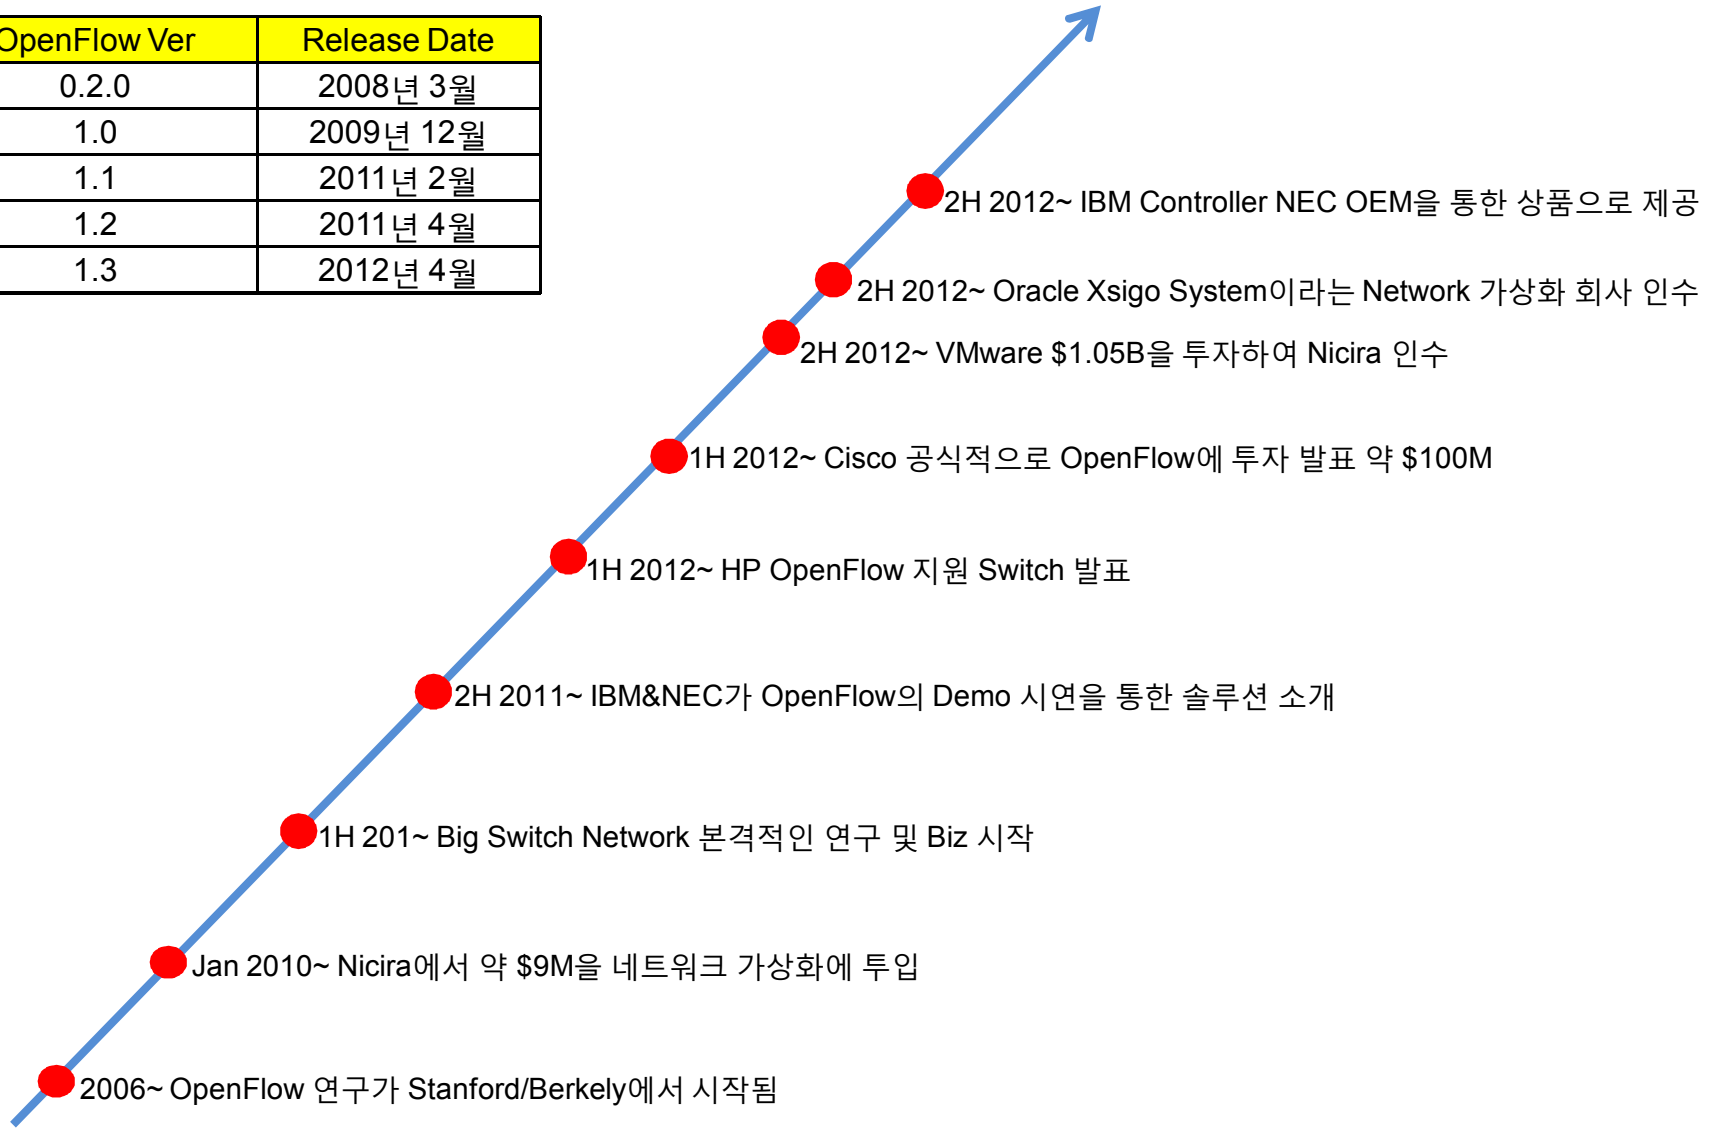 OpenFlow Ver Release Date
0.2.0 2008년 3월
1.0 2009년 12월
1.1 2011년 2월
1.2 2011년 4월
1.3 2012년 4월
2H 2012~ IBM Controller NEC OEM을 통한 상품으로 제공
2H 2012~ Oracle Xsigo System이라는 Network 가상화 회사 인수
2H 2012~ VMware $1.05B을 투자하여 Nicira 인수
1H 2012~ Cisco 공식적으로 OpenFlow에 투자 발표 약 $100M
1H 2012~ HP OpenFlow 지원 Switch 발표
2H 2011~ IBM&NEC가 OpenFlow의 Demo 시연을 통한 솔루션 소개
1H 201~ Big Switch Network 본격적인 연구 및 Biz 시작
Jan 2010~ Nicira에서 약 $9M을 네트워크 가상화에 투입
2006~ OpenFlow 연구가 Stanford/Berkely에서 시작됨